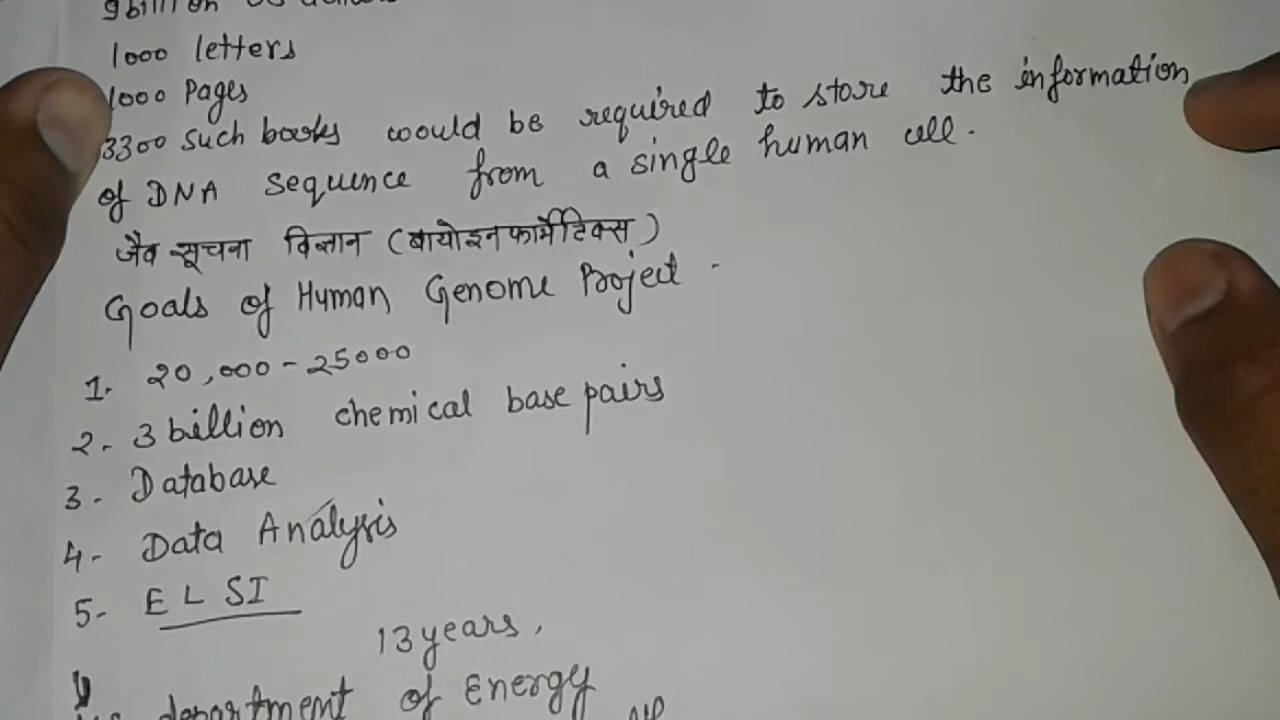 9 billion
1000 letters
1000 Pages
3300 such books would be required to store the information
of DNA sequence from a single human cell.
जैव सूचना विज्ञान (बायोइनफार्मेटिक्स)
Goals of Human Genome Project -
1. 20,000-25000
2. 3 billion chemical base pairs
3. Database
4- Data Analysis
5- ELSI
13 years,
department of Energy